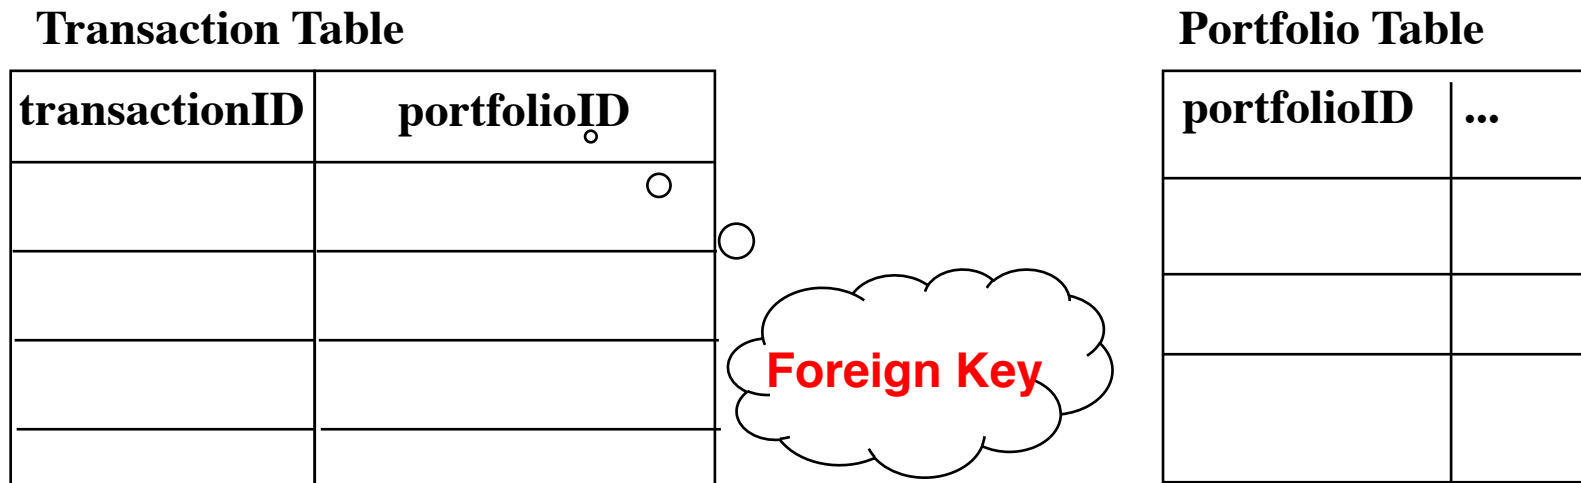 Transaction Table
transactionID portfolioID
Foreign Key
Portfolio Table
portfolioID ...